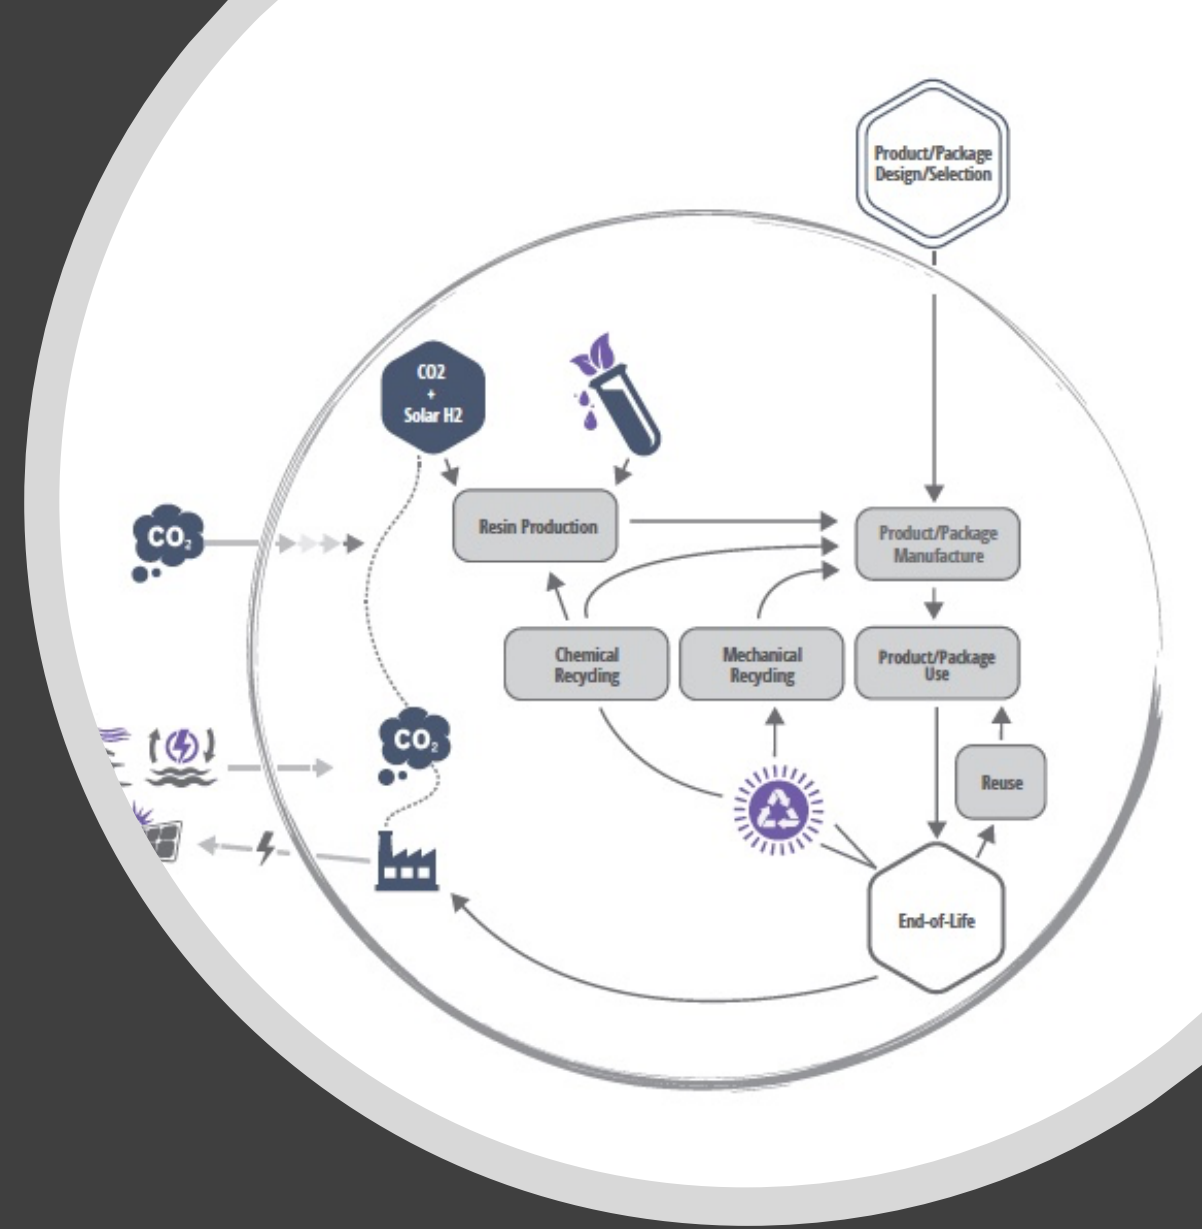 Product/Package
Design/Selection
CO2
+
Solar H2
CO2
Resin Production
Product/Package
Manufacture
Chemical
Recycling
Mechanical
Recycling
Product/Package
Use
CO2
Reuse
End-of-Life